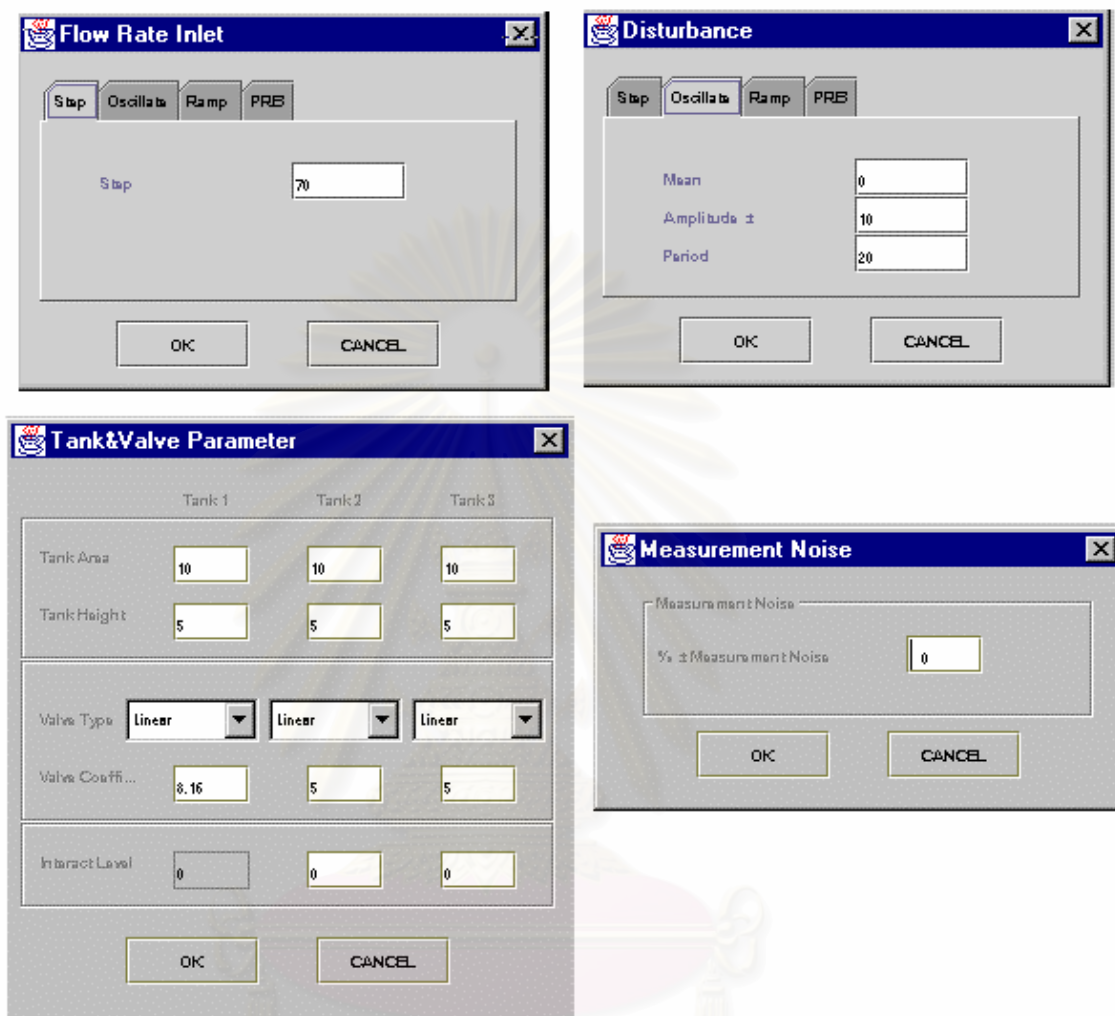 Flow Rate Inlet
Step Oscillate Ramp PRB
Step 70
OK CANCEL
Disturbance
Step Oscillate Ramp PRB
Mean 0
Amplitude ± 10
Period 20
OK CANCEL
Tank&Valve Parameter
Tank 1 Tank 2 Tank 3
Tank Area 10 10 10
Tank Height 5 5 5
Valve Type Linear Linear Linear
Valve Coeffi... 8.16 5 5
Interact Level 0 0 0
OK CANCEL
Measurement Noise
Measurement Noise
% ± Measurement Noise 0
OK CANCEL